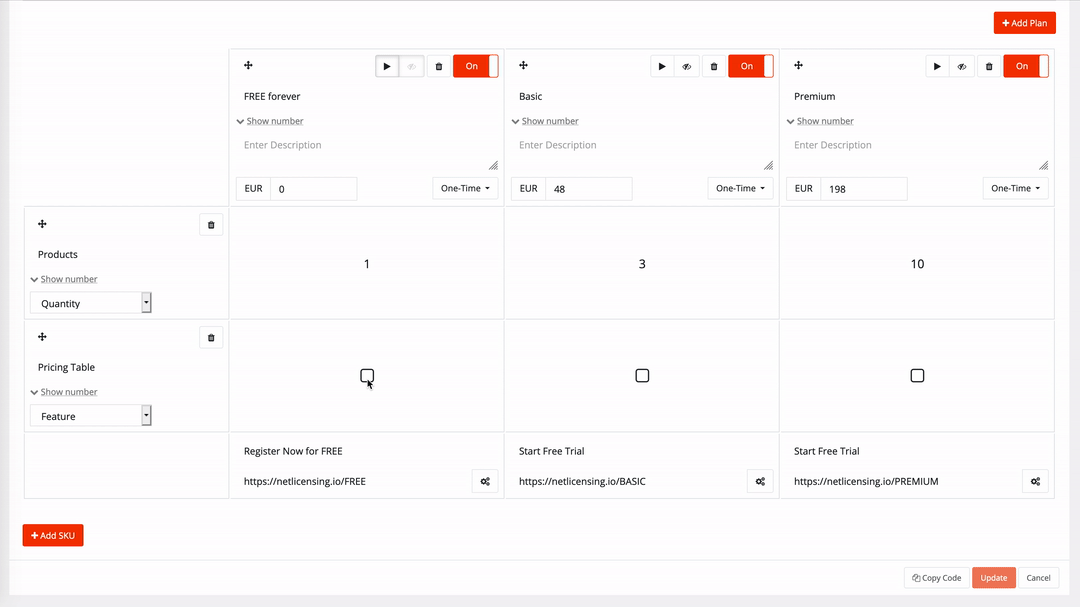 Add Plan
On
On
On
FREE forever
Basic
Premium
Show number
Show number
Show number
Enter Description
Enter Description
Enter Description
EUR 0 One-Time
EUR 48 One-Time
EUR 198 One-Time
Products
Show number
Quantity
1
3
10
Pricing Table
Show number
Feature
Register Now for FREE
https://netlicensing.io/FREE
Start Free Trial
https://netlicensing.io/BASIC
Start Free Trial
https://netlicensing.io/PREMIUM
Add SKU
Copy Code
Update
Cancel